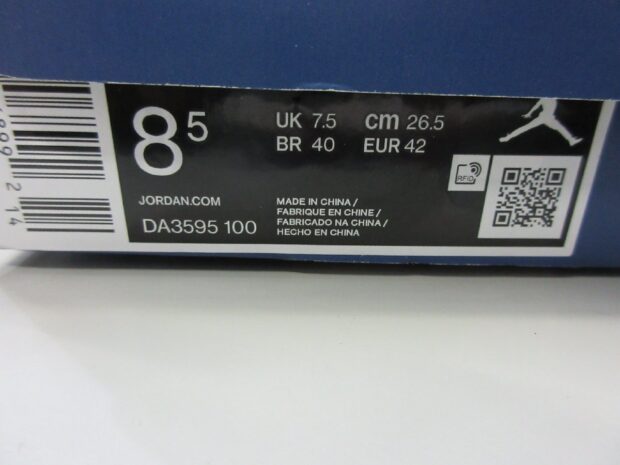 8 5
UK 7.5 cm 26.5
BR 40 EUR 42
RFID
JORDAN.COM
DA3595 100
MADE IN CHINA /
FABRIQUE EN CHINE /
FABRICADO NA CHINA /
HECHO EN CHINA